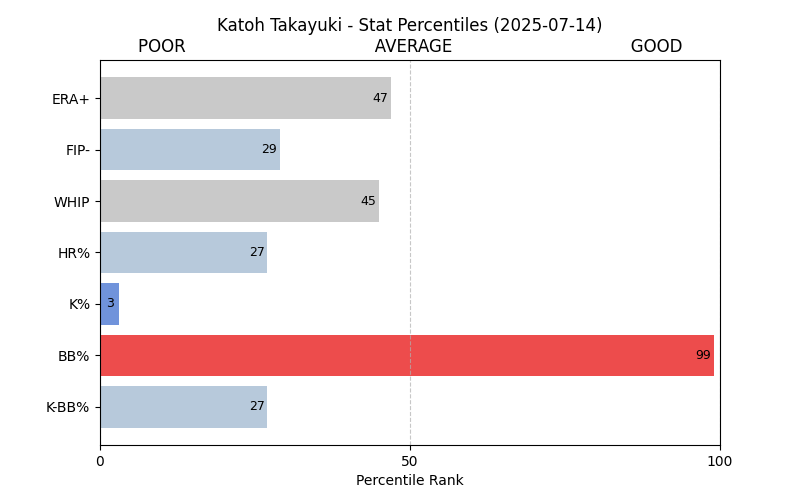 Katoh Takayuki - Stat Percentiles (2025-07-14)
POOR AVERAGE GOOD
ERA+ 47
FIP- 29
WHIP 45
HR% 27
K% 3
BB% 99
K-BB% 27
0 50 100
Percentile Rank